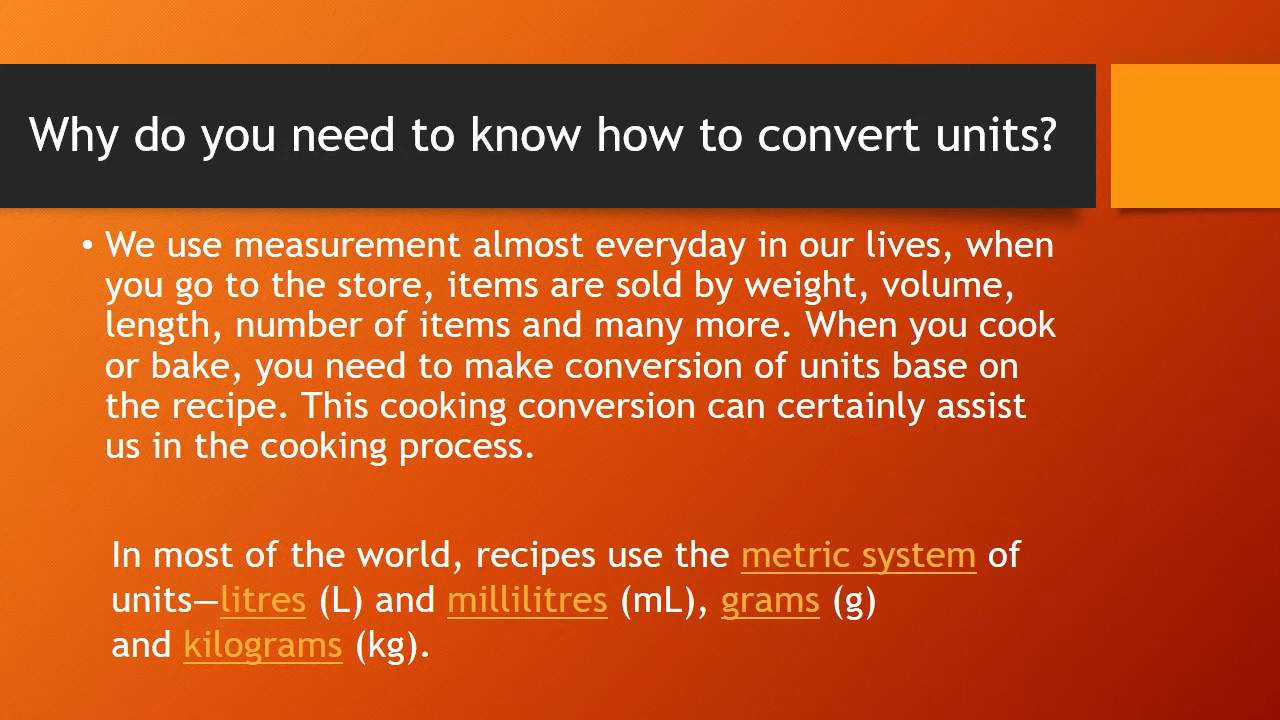 Why do you need to know how to convert units?
• We use measurement almost everyday in our lives, when
you go to the store, items are sold by weight, volume,
length, number of items and many more. When you cook
or bake, you need to make conversion of units base on
the recipe. This cooking conversion can certainly assist
us in the cooking process.
In most of the world, recipes use the metric system of
units—litres (L) and millilitres (mL), grams (g)
and kilograms (kg).